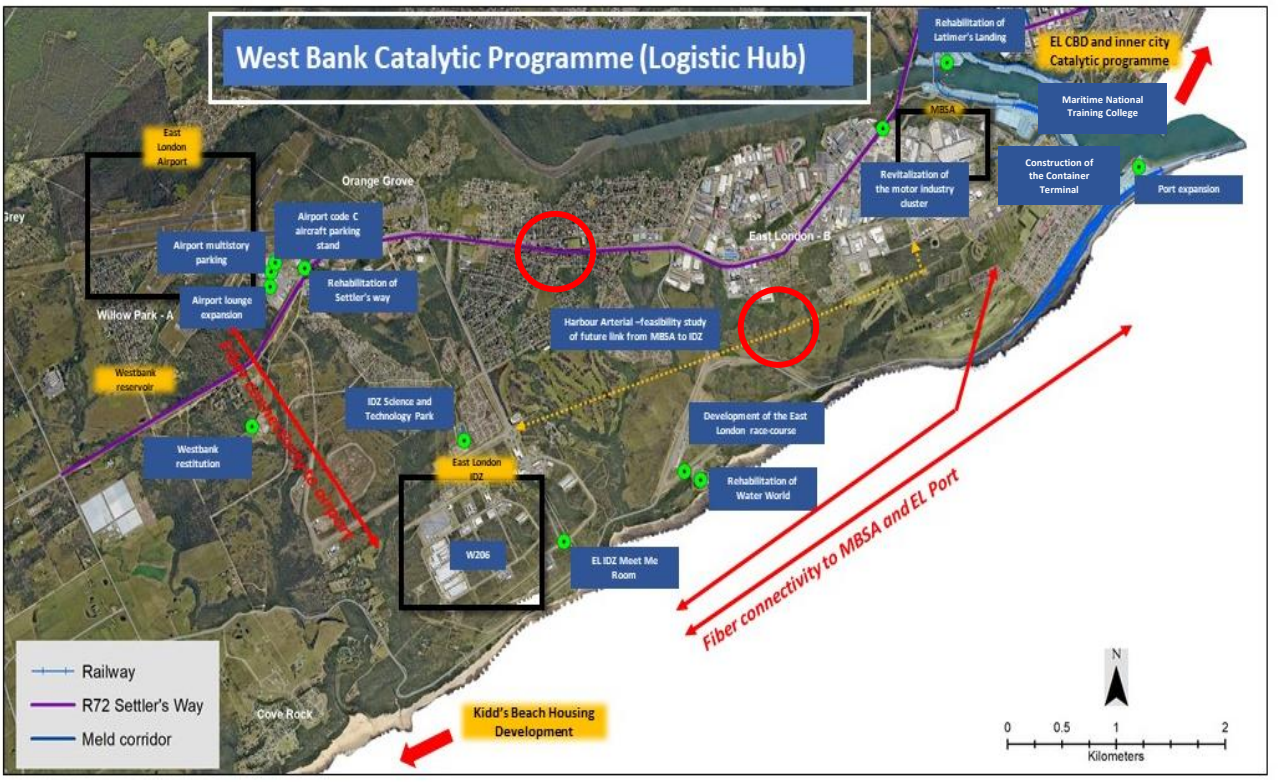 West Bank Catalytic Programme (Logistic Hub)
Rehabilitation of
Latimer's Landing
EL CBD and inner city
Catalytic programme
Maritime National
Training College
MBSA
East
London
Airport
Orange Grove
Revitalization of
the motor industry
cluster
Construction of
the Container
Terminal
Port expansion
Grey
Airport code C
aircraft parking
stand
Airport multistory
parking
East London - B
Rehabilitation of
Settler's way
Airport lounge
expansion
Willow Park - A
Harbour Arterial –feasibility study
of future link from MBSA to IDZ
Westbank
reservoir
IDZ Science and
Technology Park
Development of the East
London race-course
Westbank
restitution
East London
IDZ
Rehabilitation of
Water World
W206
EL IDZ Meet Me
Room
Fiber connectivity to MBSA and EL Port
Railway
R72 Settler's Way
Meld corridor
Cove Rock
Kidd's Beach Housing
Development
N
0 0.5 1 2
Kilometers